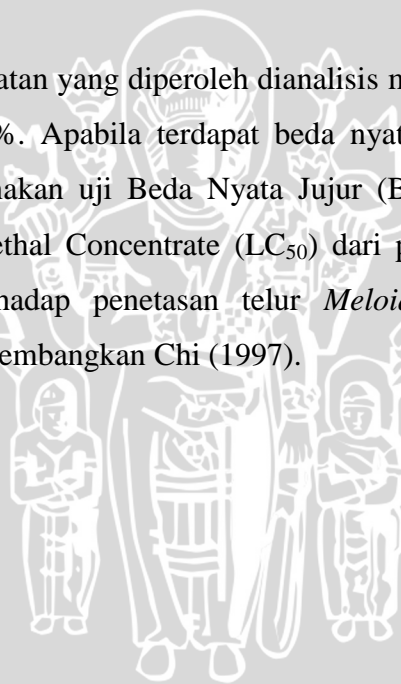 atan yang diperoleh dianalisis m
%. Apabila terdapat beda nyat
nakan uji Beda Nyata Jujur (B
ethal Concentrate (LC50) dari p
hadap penetasan telur Meloi
embangkan Chi (1997).